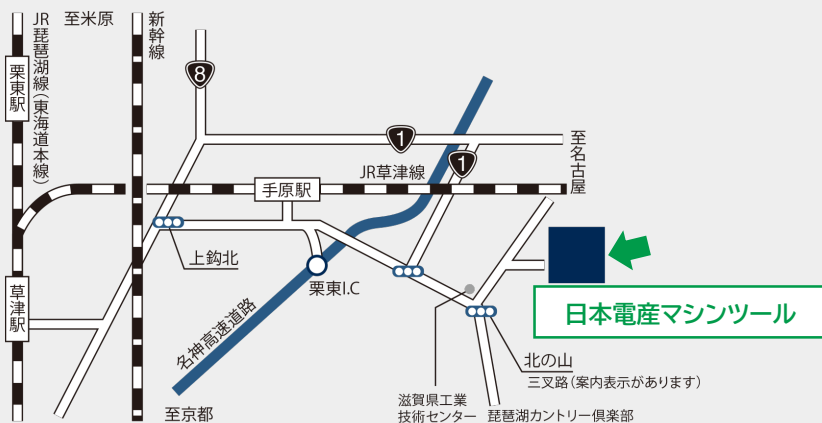 JR琵琶湖線(東海道本線)
至米原
新幹線
栗東駅
8
1
至名古屋
1
JR草津線
手原駅
上鈎北
栗東I.C
草津駅
名神高速道路
日本電産マシンツール
北の山
三叉路(案内表示があります)
滋賀県工業
技術センター
琵琶湖カントリー倶楽部
至京都